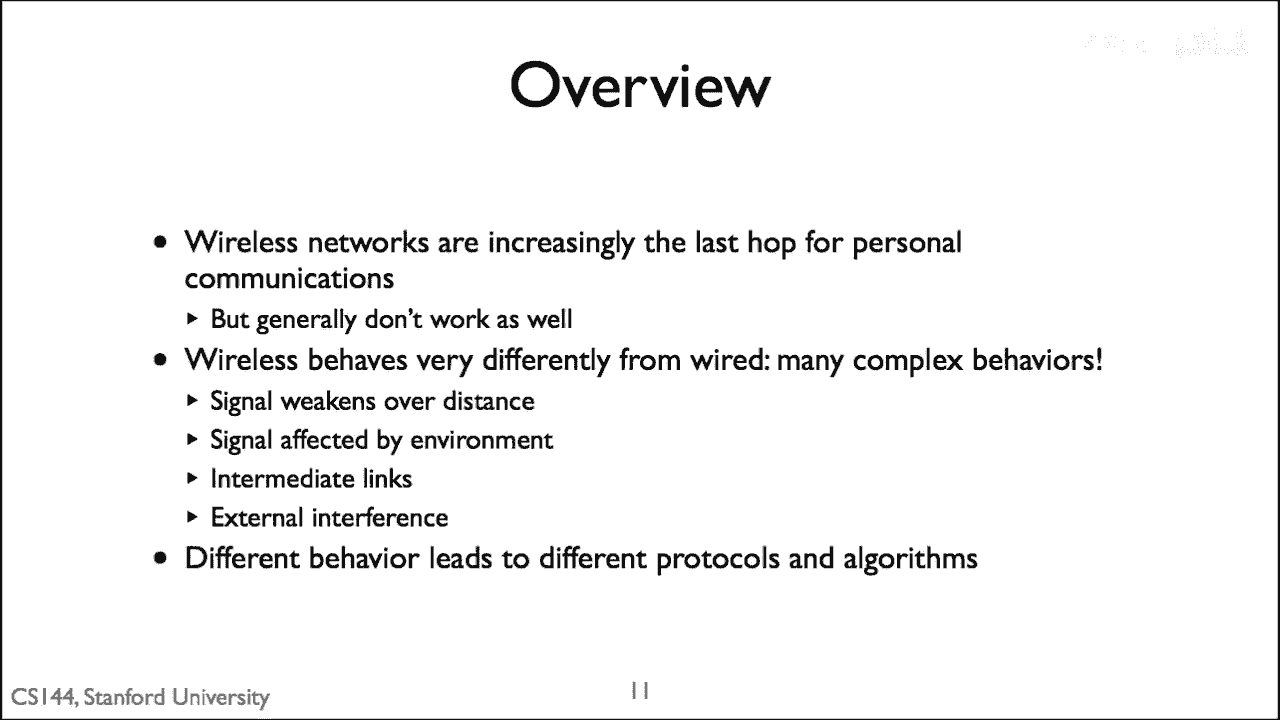 Overview
• Wireless networks are increasingly the last hop for personal
communications
▸ But generally don't work as well
• Wireless behaves very differently from wired: many complex behaviors!
▸ Signal weakens over distance
▸ Signal affected by environment
▸ Intermediate links
▸ External interference
• Different behavior leads to different protocols and algorithms
CS144, Stanford University
11